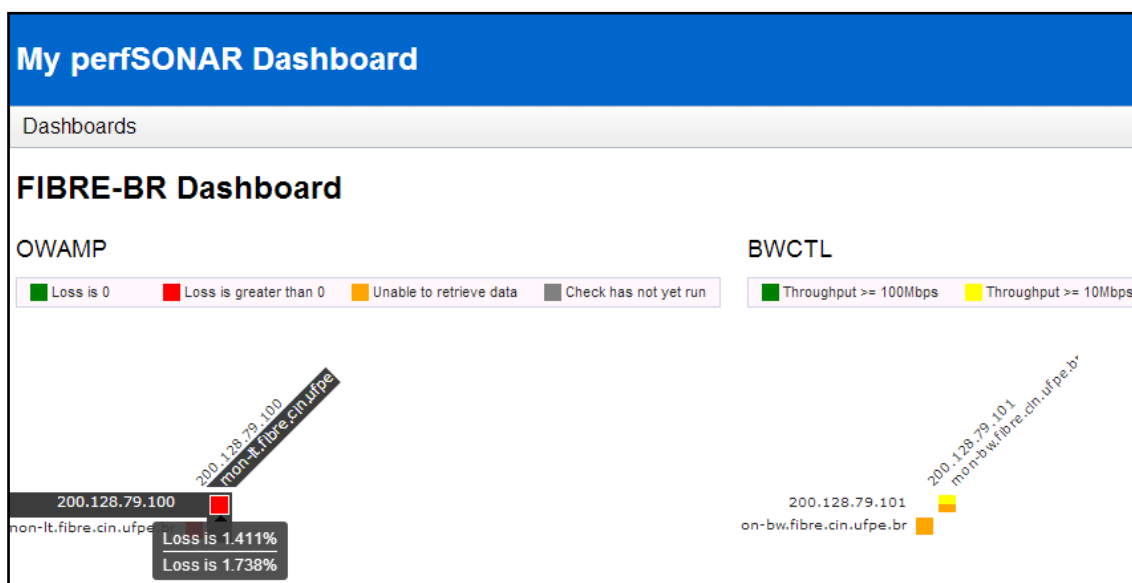 My perfSONAR Dashboard
Dashboards
FIBRE-BR Dashboard
OWAMP
Loss is 0
Loss is greater than 0
Unable to retrieve data
Check has not yet run
200.128.79.100
mon-lt.fibre.cin.ufpe
200.128.79.100
mon-lt.fibre.cin.ufpe.br
Loss is 1.411%
Loss is 1.738%
BWCTL
Throughput >= 100Mbps
Throughput >= 10Mbps
200.128.79.101
mon-bw.fibre.cin.ufpe.br
200.128.79.101
on-bw.fibre.cin.ufpe.br